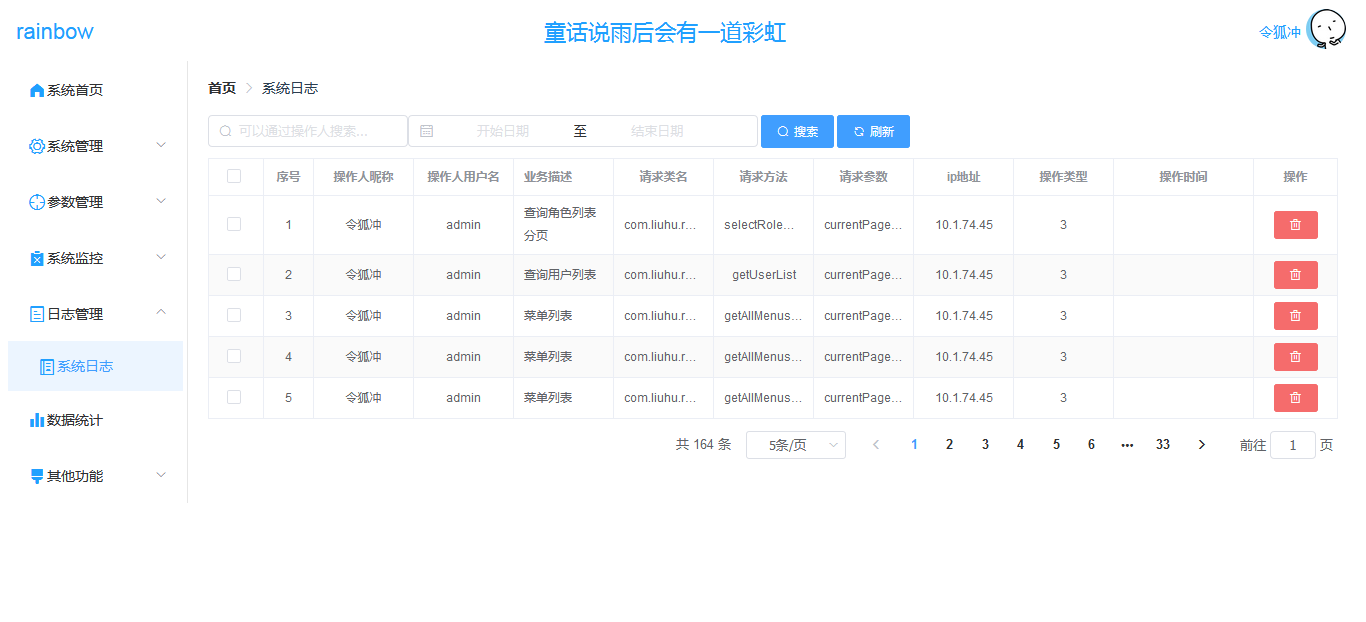 rainbow
童话说雨后会有一道彩虹
令狐冲
系统首页
系统管理
参数管理
系统监控
日志管理
系统日志
数据统计
其他功能
首页 系统日志
可以通过操作人搜索... 开始日期 至 结束日期 搜索 刷新
序号 操作人昵称 操作人用户名 业务描述 请求类名 请求方法 请求参数 ip地址 操作类型 操作时间 操作
1 令狐冲 admin 查询角色列表分页 com.liuhu.r... selectRole... currentPage... 10.1.74.45 3
2 令狐冲 admin 查询用户列表 com.liuhu.r... getUserList currentPage... 10.1.74.45 3
3 令狐冲 admin 菜单列表 com.liuhu.r... getAllMenus... currentPage... 10.1.74.45 3
4 令狐冲 admin 菜单列表 com.liuhu.r... getAllMenus... currentPage... 10.1.74.45 3
5 令狐冲 admin 菜单列表 com.liuhu.r... getAllMenus... currentPage... 10.1.74.45 3
共 164 条 5条/页 1 2 3 4 5 6 ••• 33 前往 1 页